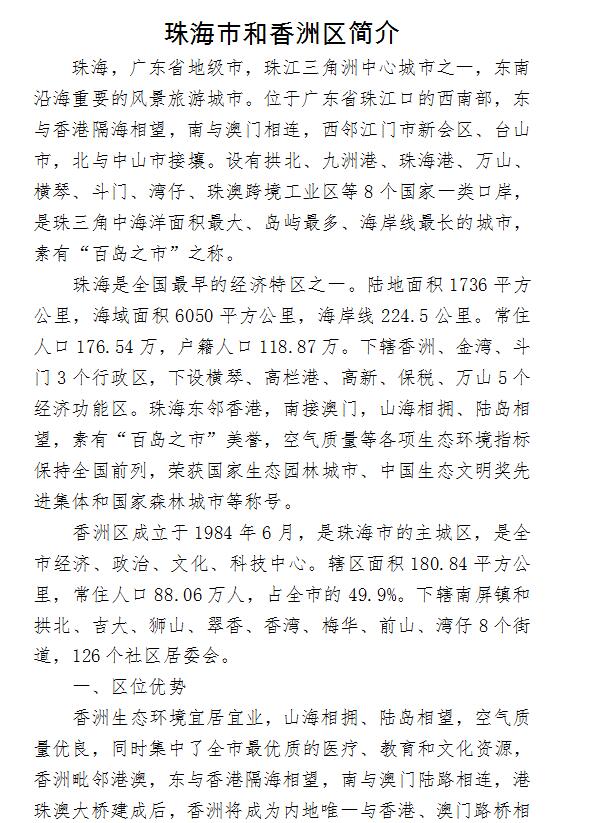 珠海市和香洲区简介
珠海，广东省地级市，珠江三角洲中心城市之一，东南
沿海重要的风景旅游城市。位于广东省珠江口的西南部，东
与香港隔海相望，南与澳门相连，西邻江门市新会区、台山
市，北与中山市接壤。设有拱北、九洲港、珠海港、万山、
横琴、斗门、湾仔、珠澳跨境工业区等 8 个国家一类口岸，
是珠三角中海洋面积最大、岛屿最多、海岸线最长的城市，
素有“百岛之市”之称。
珠海是全国最早的经济特区之一。陆地面积 1736 平方
公里，海域面积 6050 平方公里，海岸线 224.5 公里。常住
人口 176.54 万，户籍人口 118.87 万。下辖香洲、金湾、斗
门 3 个行政区，下设横琴、高栏港、高新、保税、万山 5 个
经济功能区。珠海东邻香港，南接澳门，山海相拥、陆岛相
望，素有“百岛之市”美誉，空气质量等各项生态环境指标
保持全国前列，荣获国家生态园林城市、中国生态文明奖先
进集体和国家森林城市等称号。
香洲区成立于 1984 年 6 月，是珠海市的主城区，是全
市经济、政治、文化、科技中心。辖区面积 180.84 平方公
里，常住人口 88.06 万人，占全市的 49.9%。下辖南屏镇和
拱北、吉大、狮山、翠香、香湾、梅华、前山、湾仔 8 个街
道，126 个社区居委会。
一、区位优势
香洲生态环境宜居宜业，山海相拥、陆岛相望，空气质
量优良，同时集中了全市最优质的医疗、教育和文化资源，
香洲毗邻港澳，东与香港隔海相望，南与澳门陆路相连，港
珠澳大桥建成后，香洲将成为内地唯一与香港、澳门路桥相